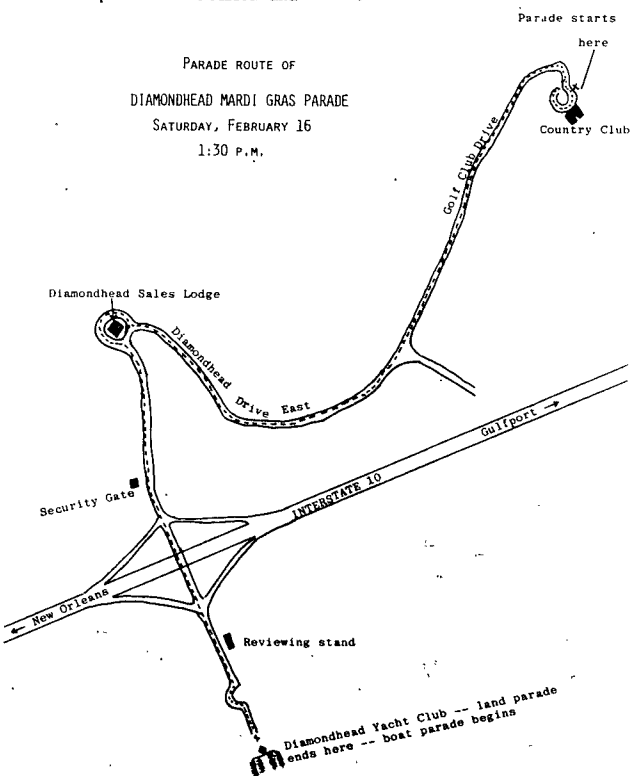 Parade starts
here
PARADE ROUTE OF
DIAMONDHEAD MARDI GRAS PARADE
SATURDAY, FEBRUARY 16
1:30 P.M.
Country Club
Golf Club Drive
Diamondhead Sales Lodge
Diamondhead Drive East
Gulfport →
INTERSTATE 10
Security Gate
← New Orleans
Reviewing stand
Diamondhead Yacht Club -- land parade
ends here -- boat parade begins